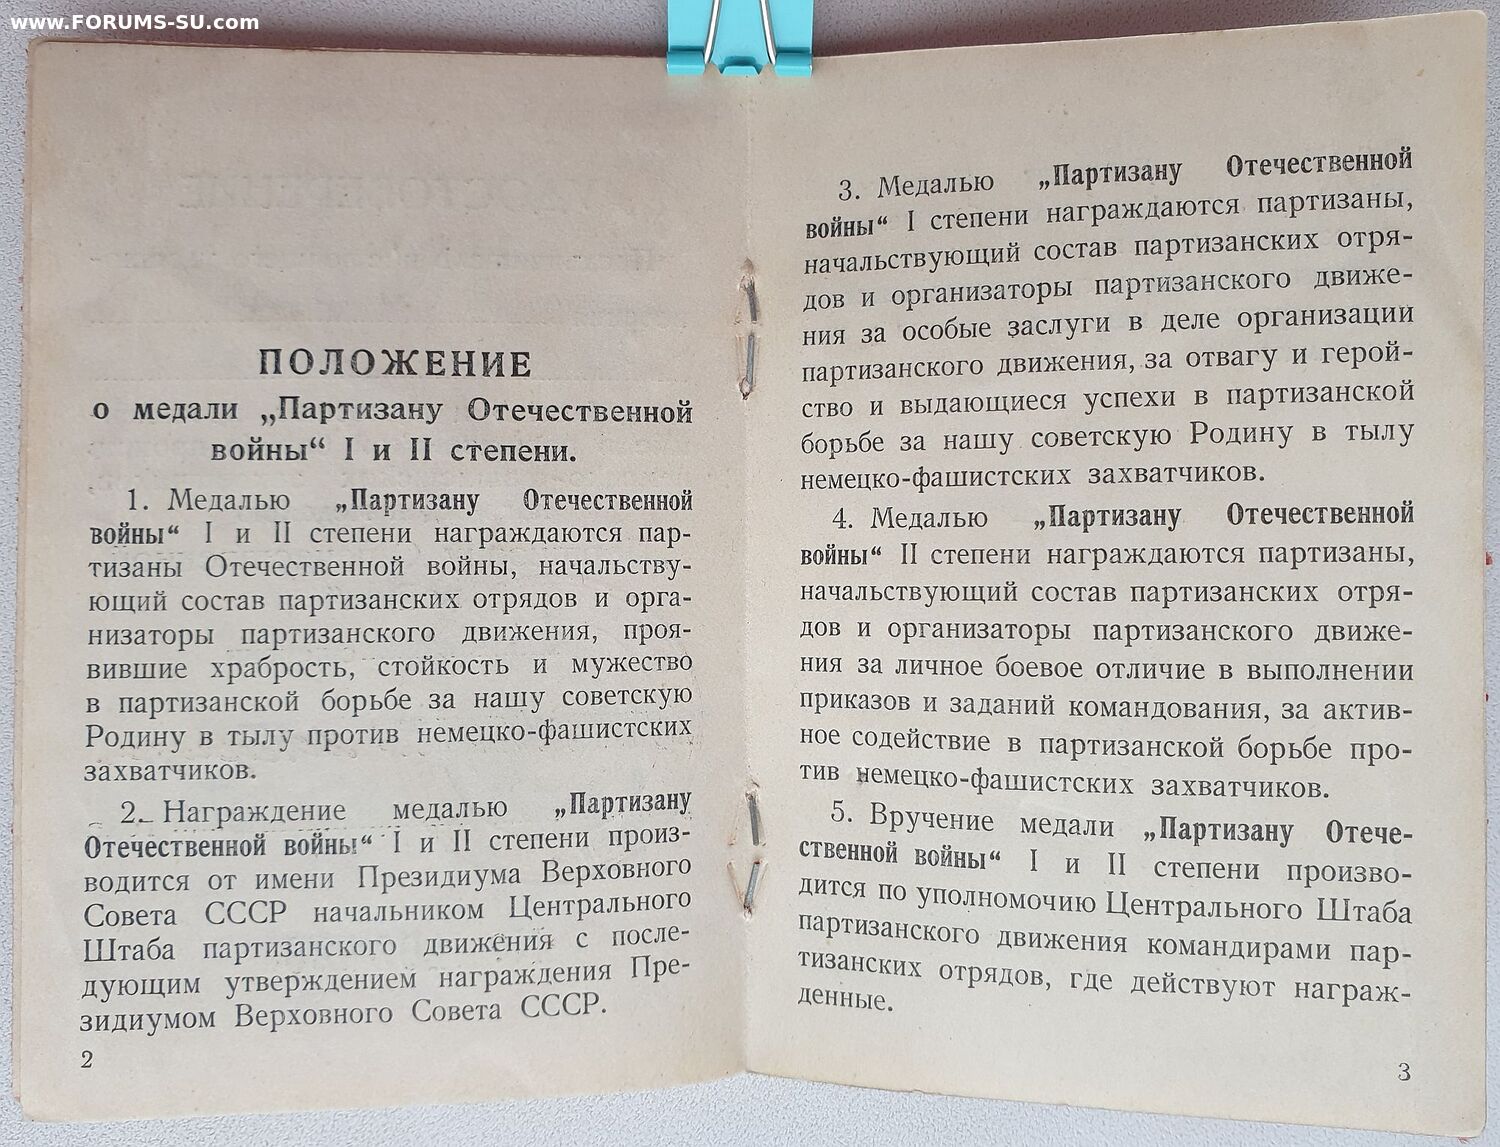 www.FORUMS-SU.com
ПОЛОЖЕНИЕ
о медали „Партизану Отечественной
войны“ I и II степени.
1. Медалью „Партизану Отечественной
войны“ I и II степени награждаются пар-
тизаны Отечественной войны, начальству-
ющий состав партизанских отрядов и орга-
низаторы партизанского движения, проя-
вившие храбрость, стойкость и мужество
в партизанской борьбе за нашу советскую
Родину в тылу против немецко-фашистских
захватчиков.
2. Награждение медалью „Партизану
Отечественной войны“ I и II степени произ-
водится от имени Президиума Верховного
Совета СССР начальником Центрального
Штаба партизанского движения с после-
дующим утверждением награждения Пре-
зидиумом Верховного Совета СССР.
2
3. Медалью „Партизану Отечественной
войны“ I степени награждаются партизаны,
начальствующий состав партизанских отря-
дов и организаторы партизанского движе-
ния за особые заслуги в деле организации
партизанского движения, за отвагу и герой-
ство и выдающиеся успехи в партизанской
борьбе за нашу советскую Родину в тылу
немецко-фашистских захватчиков.
4. Медалью „Партизану Отечественной
войны“ II степени награждаются партизаны,
начальствующий состав партизанских отря-
дов и организаторы партизанского движе-
ния за личное боевое отличие в выполнении
приказов и заданий командования, за актив-
ное содействие в партизанской борьбе про-
тив немецко-фашистских захватчиков.
5. Вручение медали „Партизану Отече-
ственной войны“ I и II степени произво-
дится по уполномочию Центрального Штаба
партизанского движения командирами пар-
тизанских отрядов, где действуют награж-
денные.
3